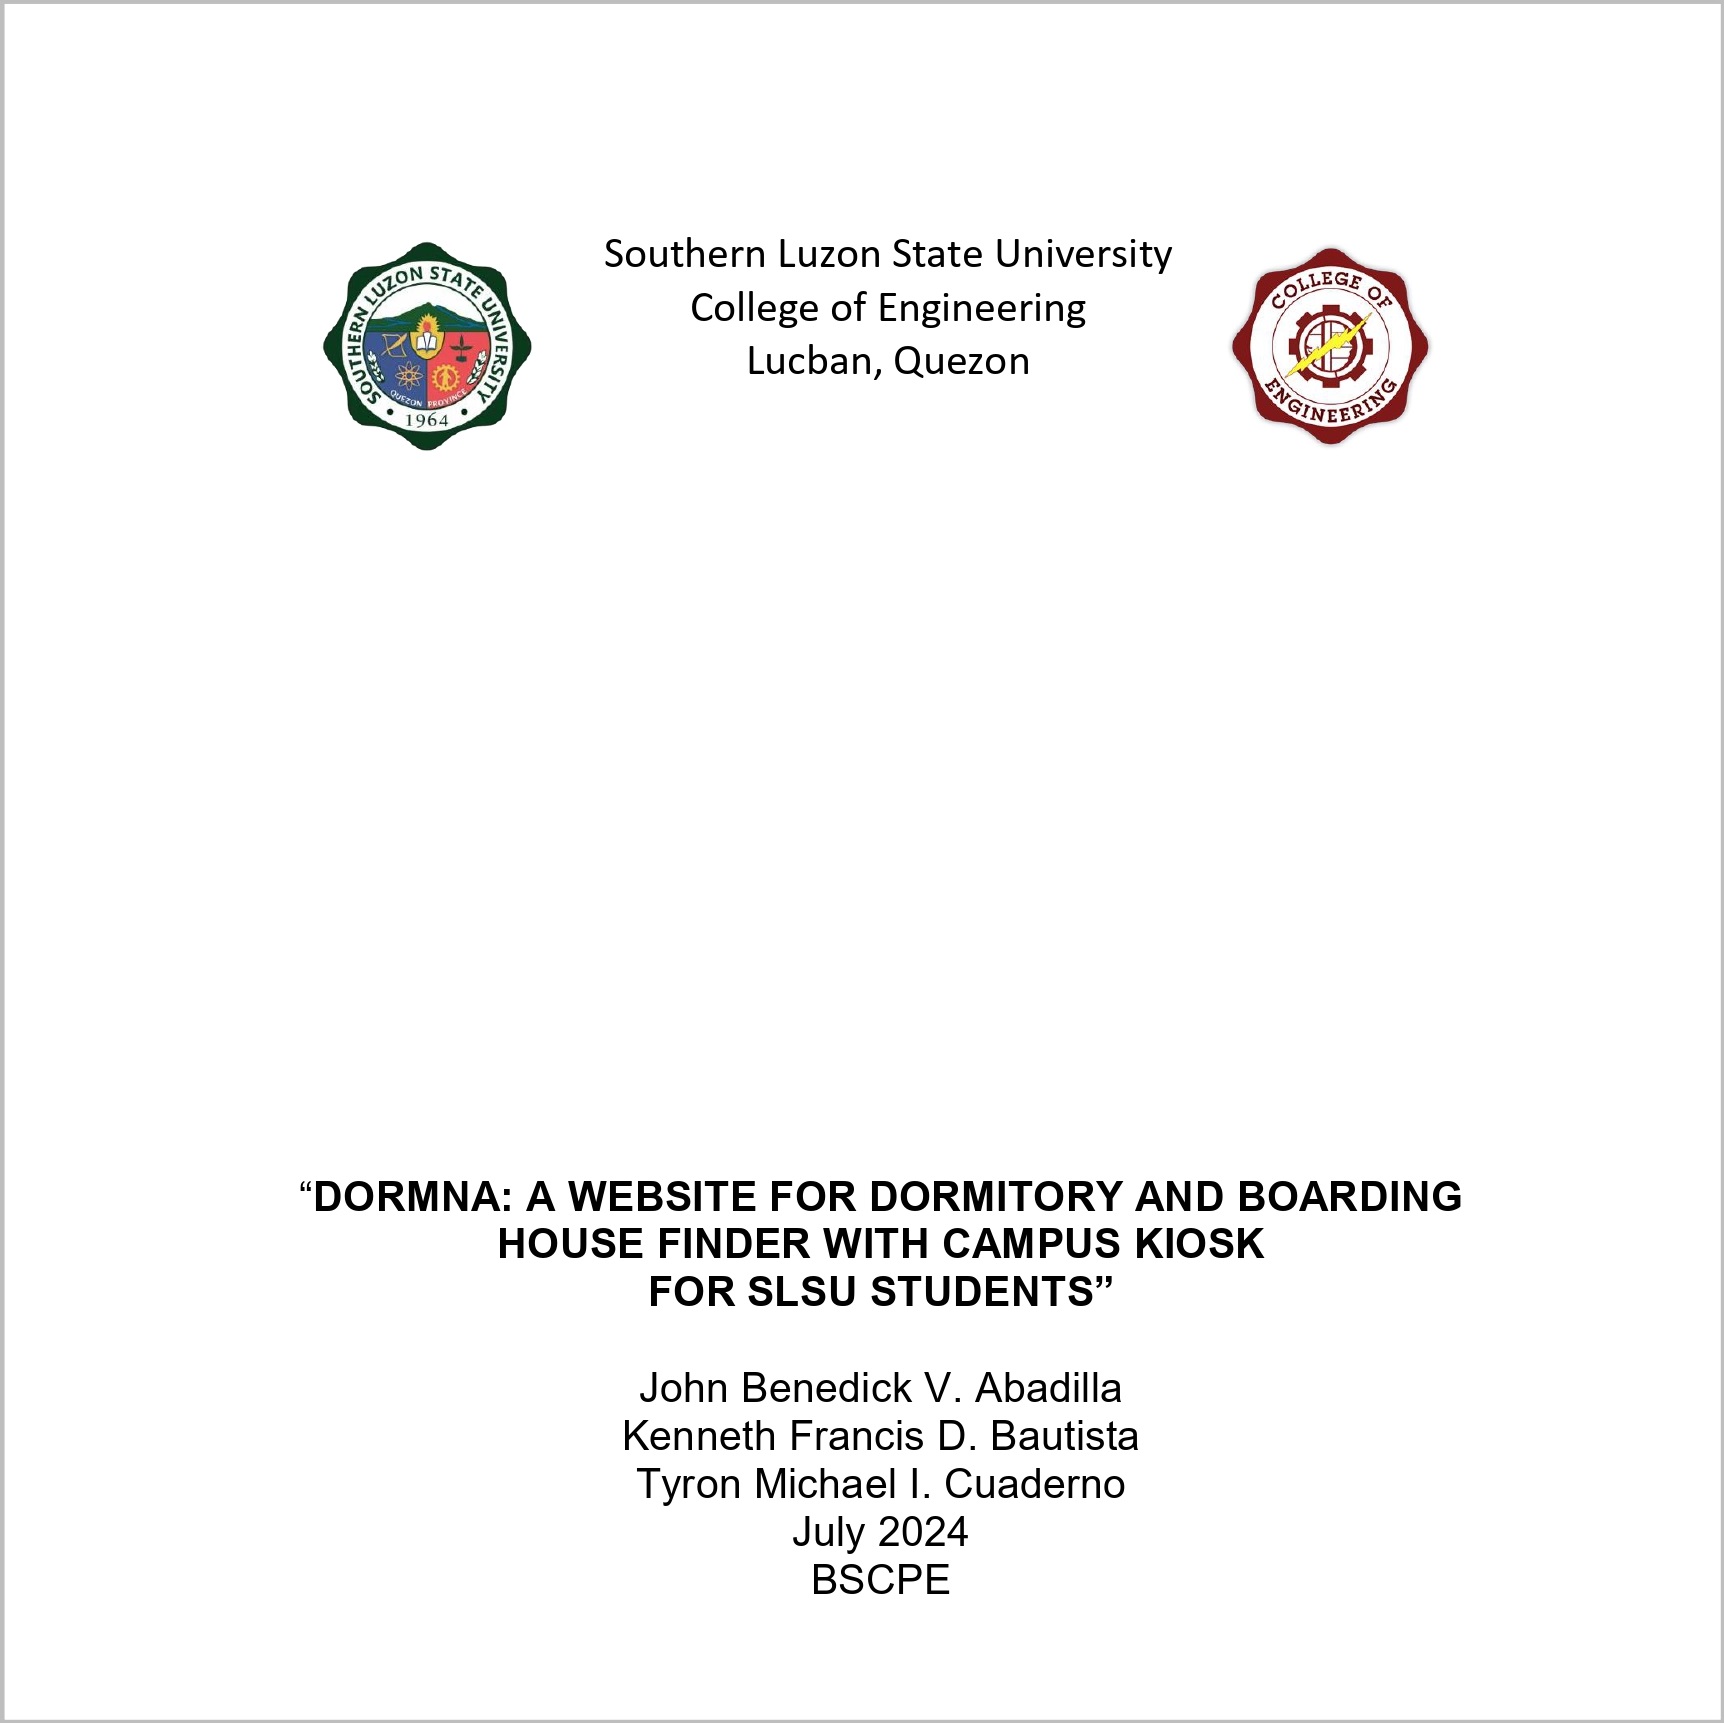 Southern Luzon State University
College of Engineering
Lucban, Quezon
SOUTHERN LUZON STATE UNIVERSITY
QUEZON PROVINCE
• 1964 •
COLLEGE OF
ENGINEERING
“DORMNA: A WEBSITE FOR DORMITORY AND BOARDING
HOUSE FINDER WITH CAMPUS KIOSK
FOR SLSU STUDENTS”
John Benedick V. Abadilla
Kenneth Francis D. Bautista
Tyron Michael I. Cuaderno
July 2024
BSCPE